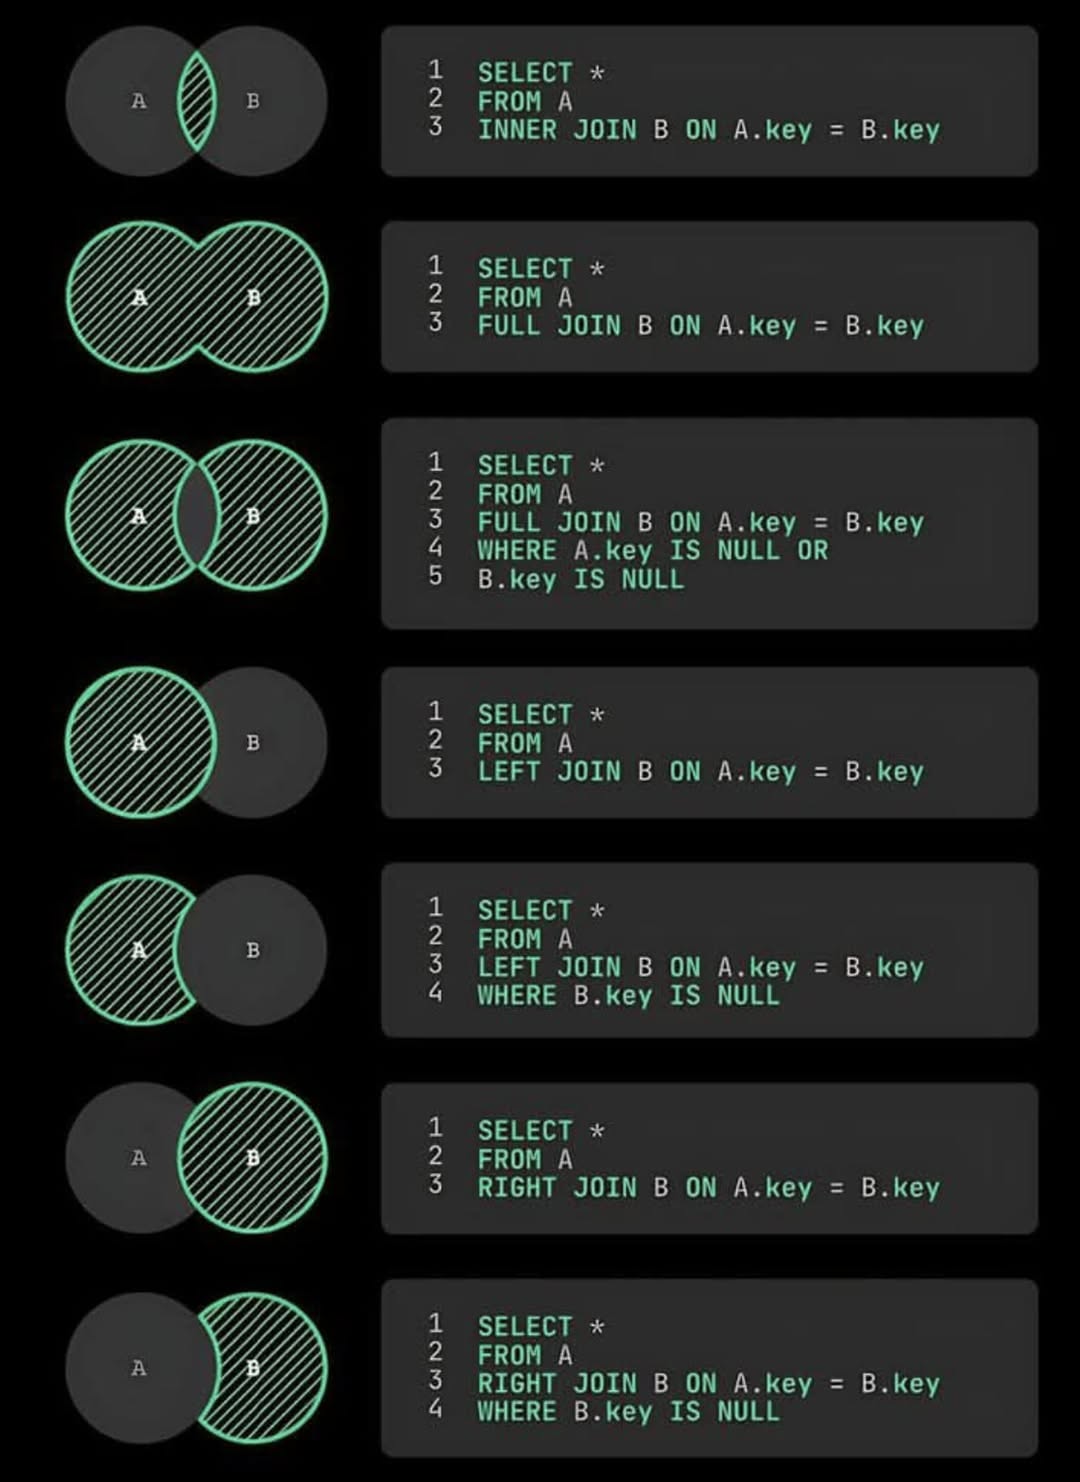 A B
1 SELECT *
2 FROM A
3 INNER JOIN B ON A.key = B.key
A B
1 SELECT *
2 FROM A
3 FULL JOIN B ON A.key = B.key
A B
1 SELECT *
2 FROM A
3 FULL JOIN B ON A.key = B.key
4 WHERE A.key IS NULL OR
5 B.key IS NULL
A B
1 SELECT *
2 FROM A
3 LEFT JOIN B ON A.key = B.key
A B
1 SELECT *
2 FROM A
3 LEFT JOIN B ON A.key = B.key
4 WHERE B.key IS NULL
A B
1 SELECT *
2 FROM A
3 RIGHT JOIN B ON A.key = B.key
A B
1 SELECT *
2 FROM A
3 RIGHT JOIN B ON A.key = B.key
4 WHERE B.key IS NULL